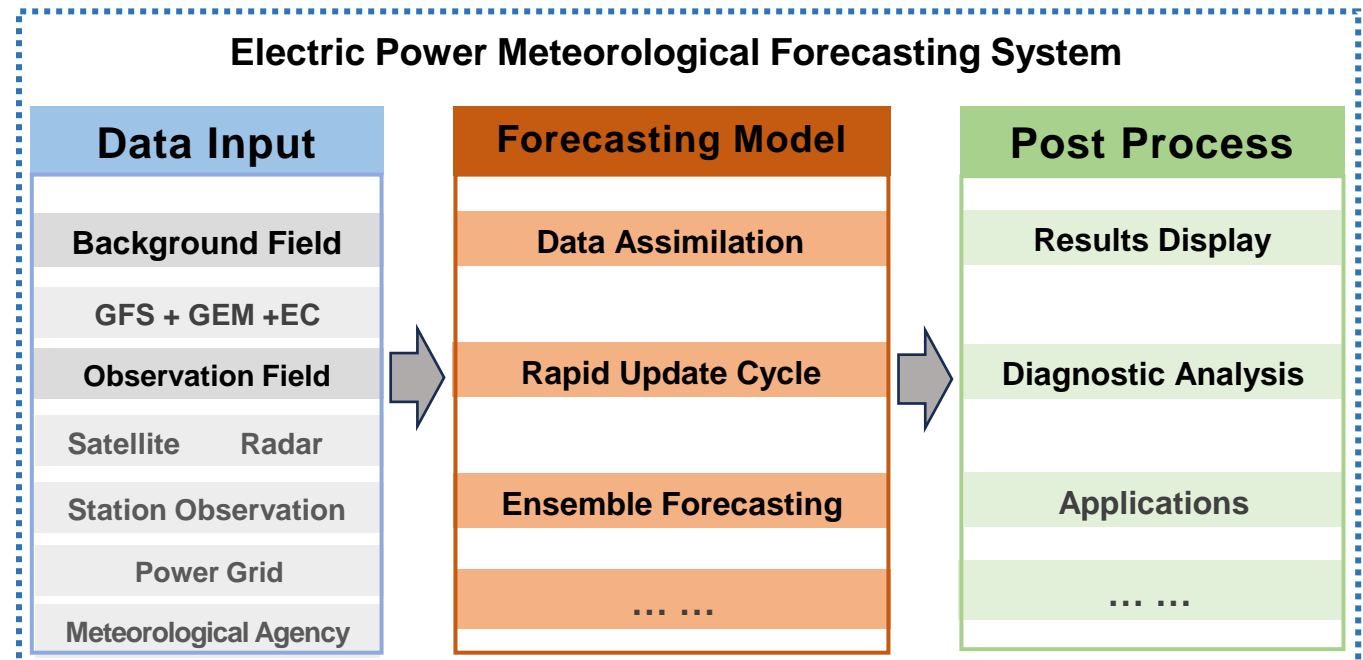 Electric Power Meteorological Forecasting System
Data Input
Background Field
GFS + GEM +EC
Observation Field
Satellite Radar
Station Observation
Power Grid
Meteorological Agency
Forecasting Model
Data Assimilation
Rapid Update Cycle
Ensemble Forecasting
… …
Post Process
Results Display
Diagnostic Analysis
Applications
… …